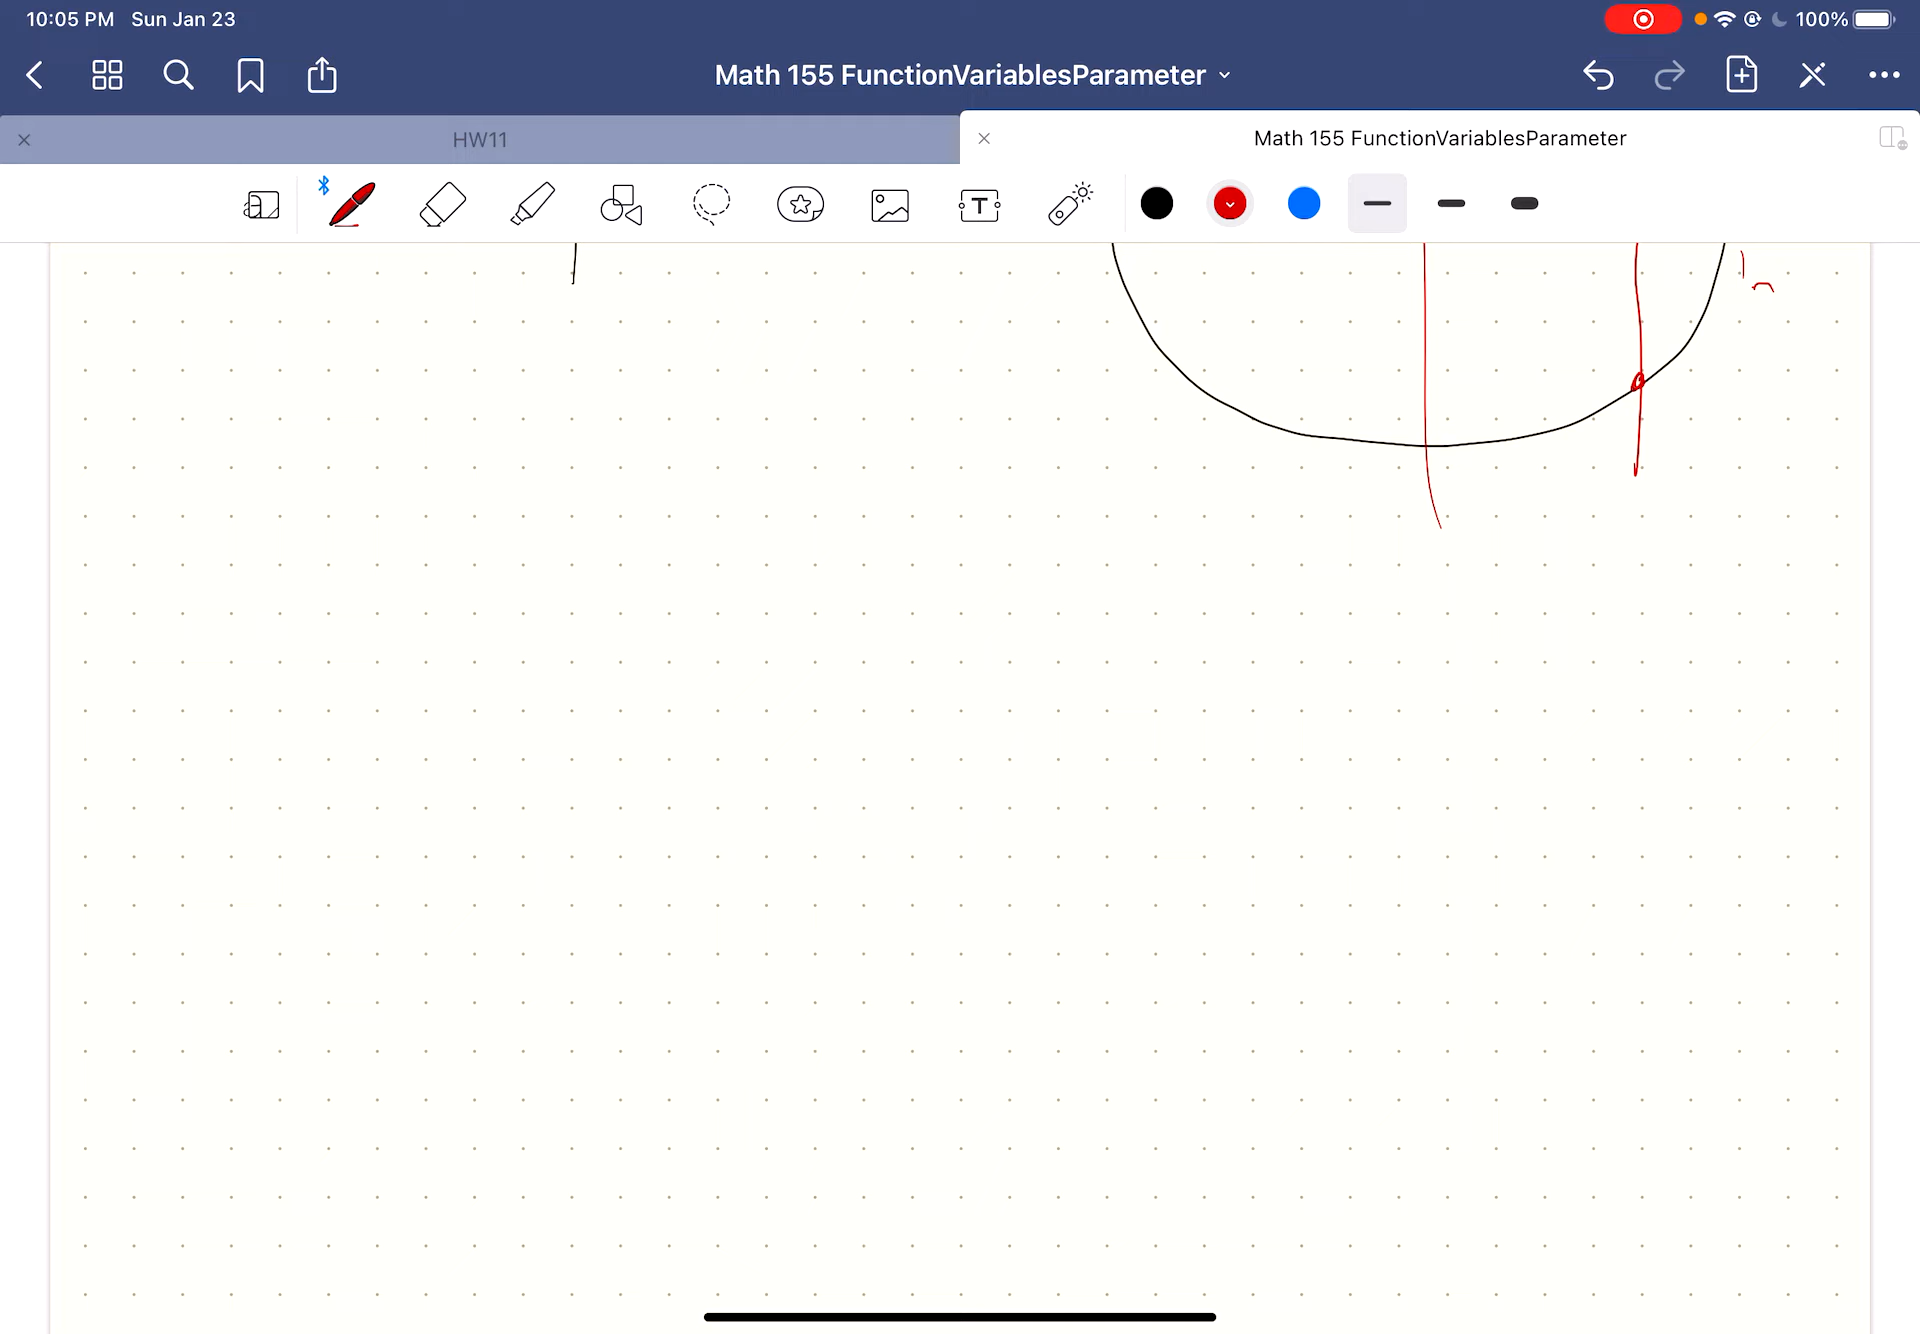 10:05 PM Sun Jan 23 100%
Math 155 FunctionVariablesParameter
HW11 Math 155 FunctionVariablesParameter